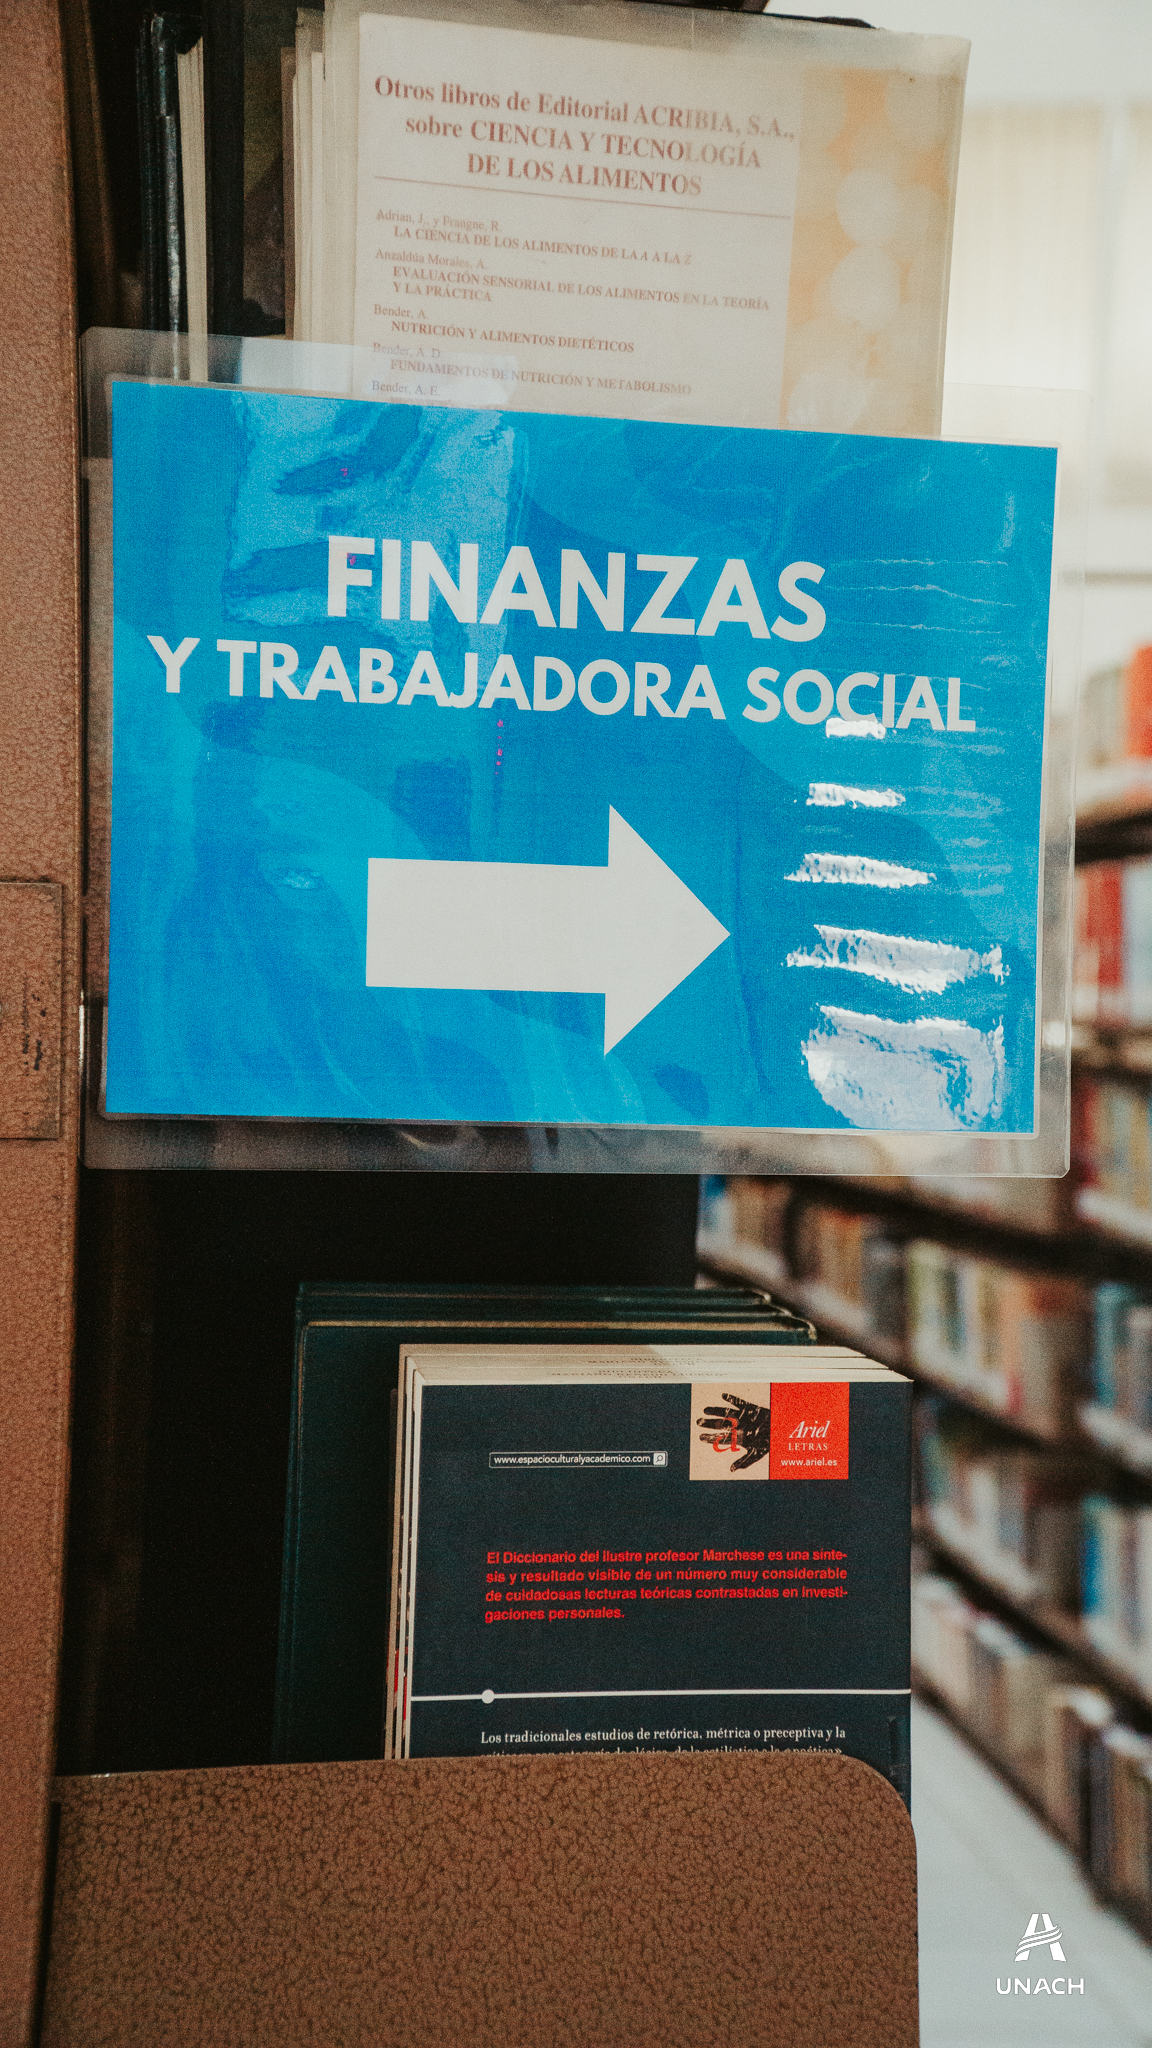 Otros libros de Editorial ACRIBIA, S.A.,
sobre CIENCIA Y TECNOLOGÍA
DE LOS ALIMENTOS
Adrian, J., y Frangne, R.
LA CIENCIA DE LOS ALIMENTOS DE LA A A LA Z
Anzaldúa Morales, A.
EVALUACIÓN SENSORIAL DE LOS ALIMENTOS EN LA TEORÍA
Y LA PRÁCTICA
Bender, A.
NUTRICIÓN Y ALIMENTOS DIETÉTICOS
Bender, A. D.
FUNDAMENTOS DE NUTRICIÓN Y METABOLISMO
Bender, A. E.
FINANZAS
Y TRABAJADORA SOCIAL
www.espacioculturalyacademico.com
a
Ariel
LETRAS
www.ariel.es
El Diccionario del ilustre profesor Marchese es una sínte-
sis y resultado visible de un número muy considerable
de cuidadosas lecturas teóricas contrastadas en investi-
gaciones personales.
Los tradicionales estudios de retórica, métrica o preceptiva y la
UNACH